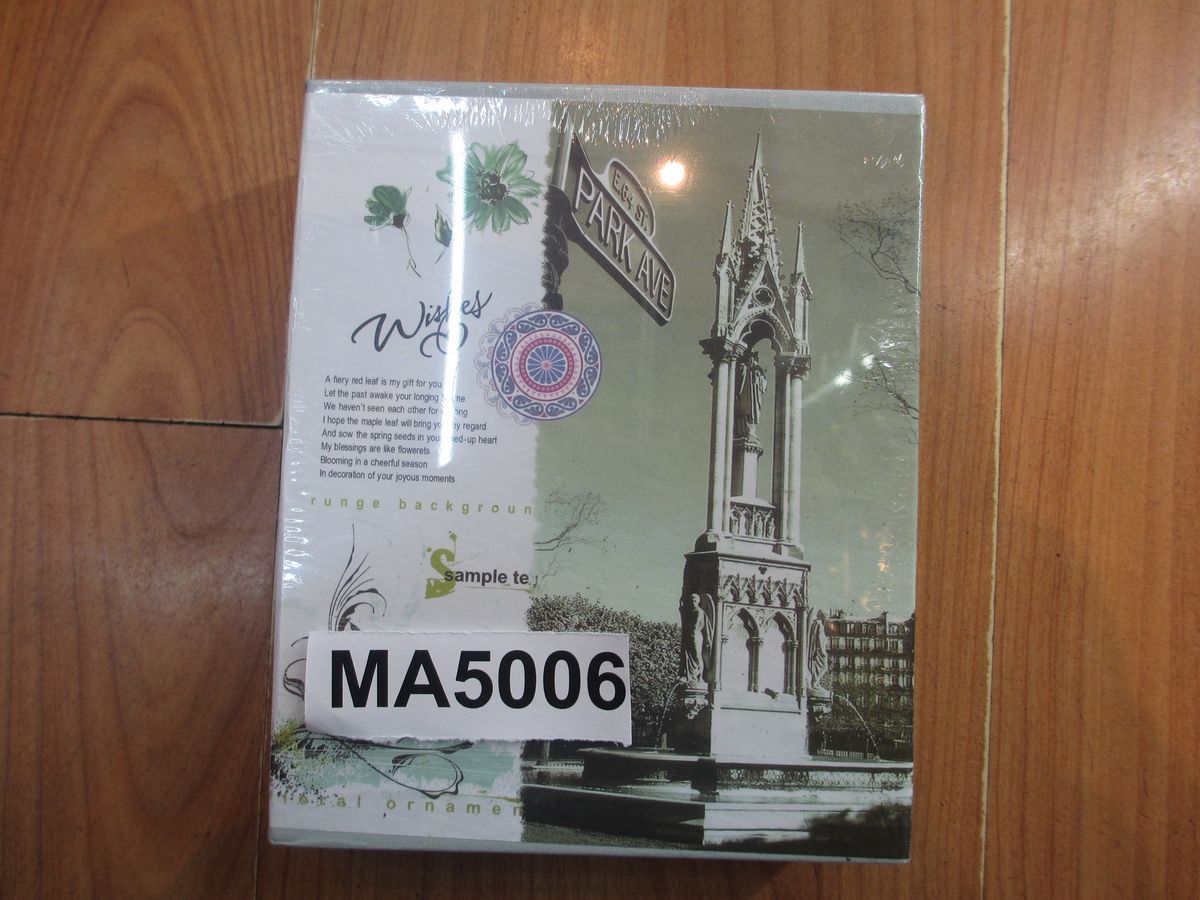 E.64 ST.
PARK AVE
Wishes
A fiery red leaf is my gift for you
Let the past awake your longing me
We haven't seen each other for long
I hope the maple leaf will bring you my regard
And sow the spring seeds in your ed-up heart
My blessings are like flowerets
Blooming in a cheerful season
In decoration of your joyous moments
runge backgroun
sample te
MA5006
ornamen